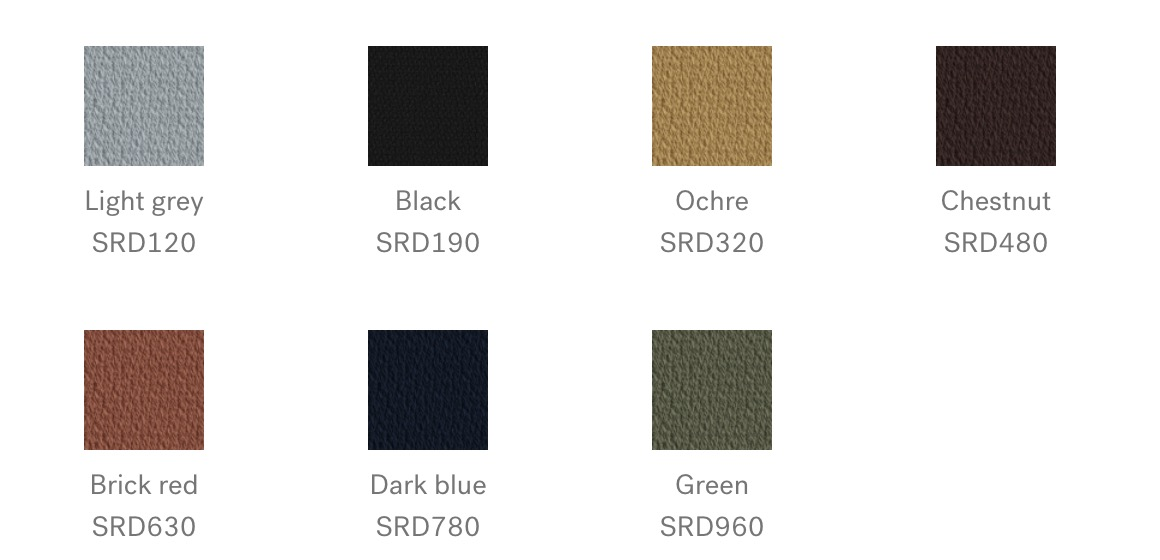 Light grey
SRD120
Black
SRD190
Ochre
SRD320
Chestnut
SRD480
Brick red
SRD630
Dark blue
SRD780
Green
SRD960